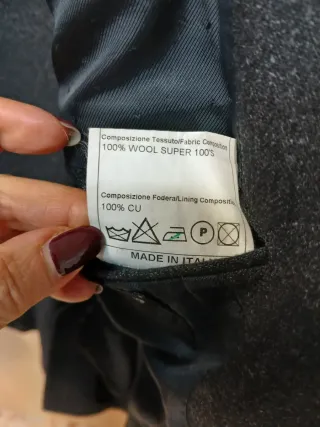 Composizione Tessuto/Fabric Composition
100% WOOL SUPER 100'S
Composizione Fodera/Lining Composition
100% CU
P
MADE IN ITALY